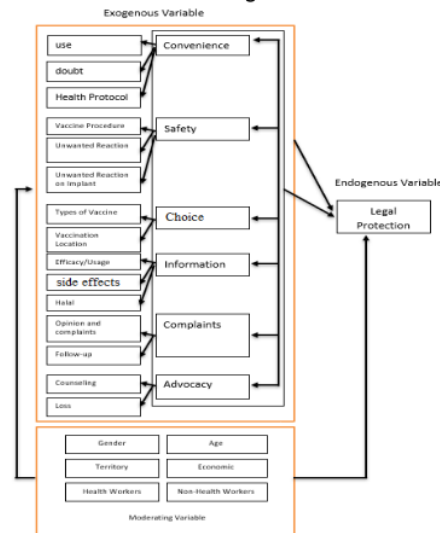 Exogenous Variable
use
Convenience
doubt
Health Protocol
Vaccine Procedure
Safety
Unwanted Reaction
Unwanted Reaction
on Implant
Types of Vaccine
Choice
Vaccination
Location
Efficacy/Usage
Information
side effects
Halal
Opinion and
complaints
Complaints
Follow-up
Counseling
Advocacy
Loss
Endogenous Variable
Legal
Protection
Gender
Age
Territory
Economic
Health Workers
Non-Health Workers
Moderating Variable